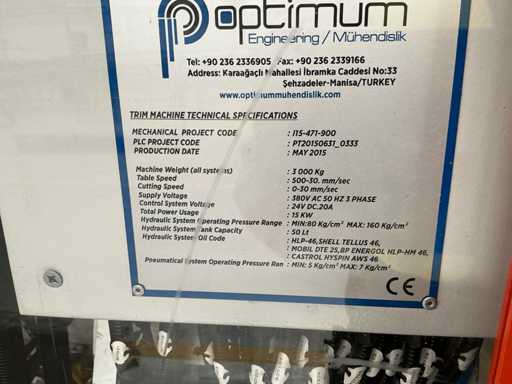 optimum
Engineering / Mühendislik
Tel: +90 236 2336905 Fax: +90 236 2339166
Address: Karaağaçlı Mahallesi İbramka Caddesi No:33
Şehzadeler-Manisa/TURKEY
www.optimummuhendislik.com
TRIM MACHINE TECHNICAL SPECIFICATIONS
MECHANICAL PROJECT CODE : I15-471-900
PLC PROJECT CODE : PT20150631_0333
PRODUCTION DATE : MAY 2015
Machine Weight (all systems) : 3 000 Kg
Table Speed : 500-30. mm/sec
Cutting Speed : 0-30 mm/sec
Supply Voltage : 380V AC 50 HZ 3 PHASE
Control System Voltage : 24V DC.20A
Total Power Usage : 15 KW
Hydraulic System Operating Pressure Range : MIN:80 Kg/cm² MAX: 160 Kg/cm²
Hydraulic System Tank Capacity : 50 Lt
Hydraulic System Oil Code : HLP-46,SHELL TELLUS 46,
MOBIL DTE 25,BP ENERGOL HLP-HM 46,
CASTROL HYSPIN AWS 46
Pneumatical System Operating Pressure Ran : MIN: 5 Kg/cm² MAX: 7 Kg/cm²
CE